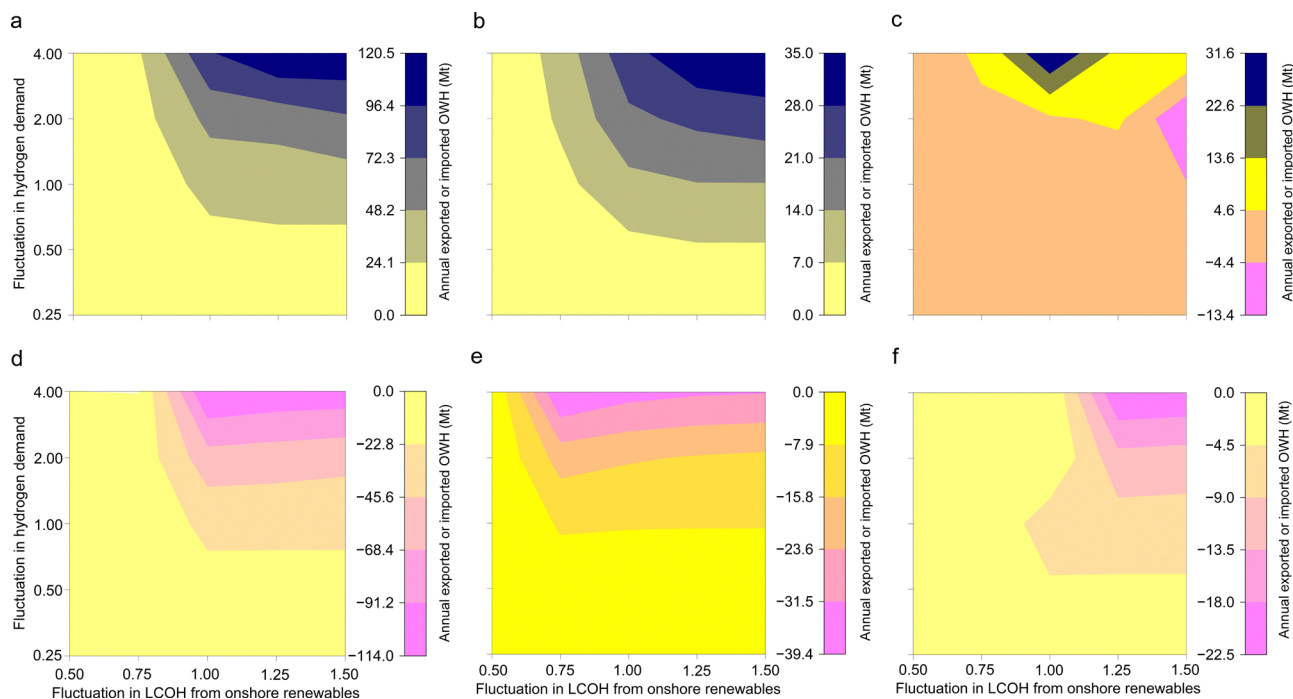 a
b
c
4.00
2.00
1.00
0.50
0.25
Fluctuation in hydrogen demand
120.5
96.4
72.3
48.2
24.1
0.0
Annual exported or imported OWH (Mt)
35.0
28.0
21.0
14.0
7.0
0.0
Annual exported or imported OWH (Mt)
31.6
22.6
13.6
4.6
−4.4
−13.4
Annual exported or imported OWH (Mt)
d
e
f
4.00
2.00
1.00
0.50
0.25
Fluctuation in hydrogen demand
0.0
−22.8
−45.6
−68.4
−91.2
−114.0
Annual exported or imported OWH (Mt)
0.0
−7.9
−15.8
−23.6
−31.5
−39.4
Annual exported or imported OWH (Mt)
0.0
−4.5
−9.0
−13.5
−18.0
−22.5
Annual exported or imported OWH (Mt)
0.50 0.75 1.00 1.25 1.50
0.50 0.75 1.00 1.25 1.50
0.50 0.75 1.00 1.25 1.50
Fluctuation in LCOH from onshore renewables
Fluctuation in LCOH from onshore renewables
Fluctuation in LCOH from onshore renewables